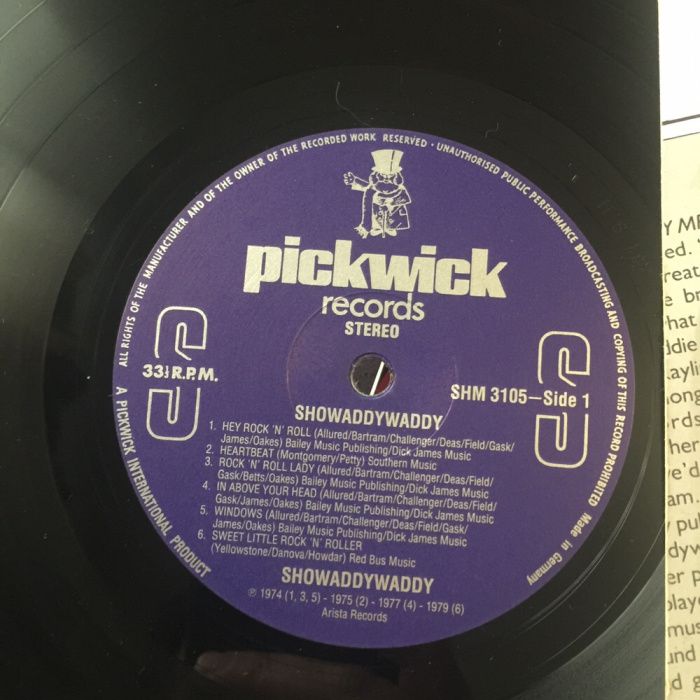 ALL RIGHTS OF THE MANUFACTURER AND OF THE OWNER OF THE RECORDED WORK RESERVED · UNAUTHORISED PUBLIC PERFORMANCE BROADCASTING AND COPYING OF THIS RECORD PROHIBITED
pickwick
records
STEREO
33⅓ R.P.M.
SHM 3105–Side 1
SHOWADDYWADDY
1. HEY ROCK 'N' ROLL (Allured/Bartram/Challenger/Deas/Field/Gask/
James/Oakes) Bailey Music Publishing/Dick James Music
2. HEARTBEAT (Montgomery/Petty) Southern Music
3. ROCK 'N' ROLL LADY (Allured/Bartram/Challenger/Deas/Field/
Gask/Betts/Oakes) Bailey Music Publishing/Dick James Music
4. IN ABOVE YOUR HEAD (Allured/Bartram/Challenger/Deas/Field/
Gask/James/Oakes) Bailey Music Publishing/Dick James Music
5. WINDOWS (Allured/Bartram/Challenger/Deas/Field/Gask/
James/Oakes) Bailey Music Publishing/Dick James Music
6. SWEET LITTLE ROCK 'N' ROLLER
(Yellowstone/Danova/Howdar) Red Bus Music
SHOWADDYWADDY
℗ 1974 (1, 3, 5) - 1975 (2) - 1977 (4) - 1979 (6)
Arista Records
A PICKWICK INTERNATIONAL PRODUCT
Made in Germany